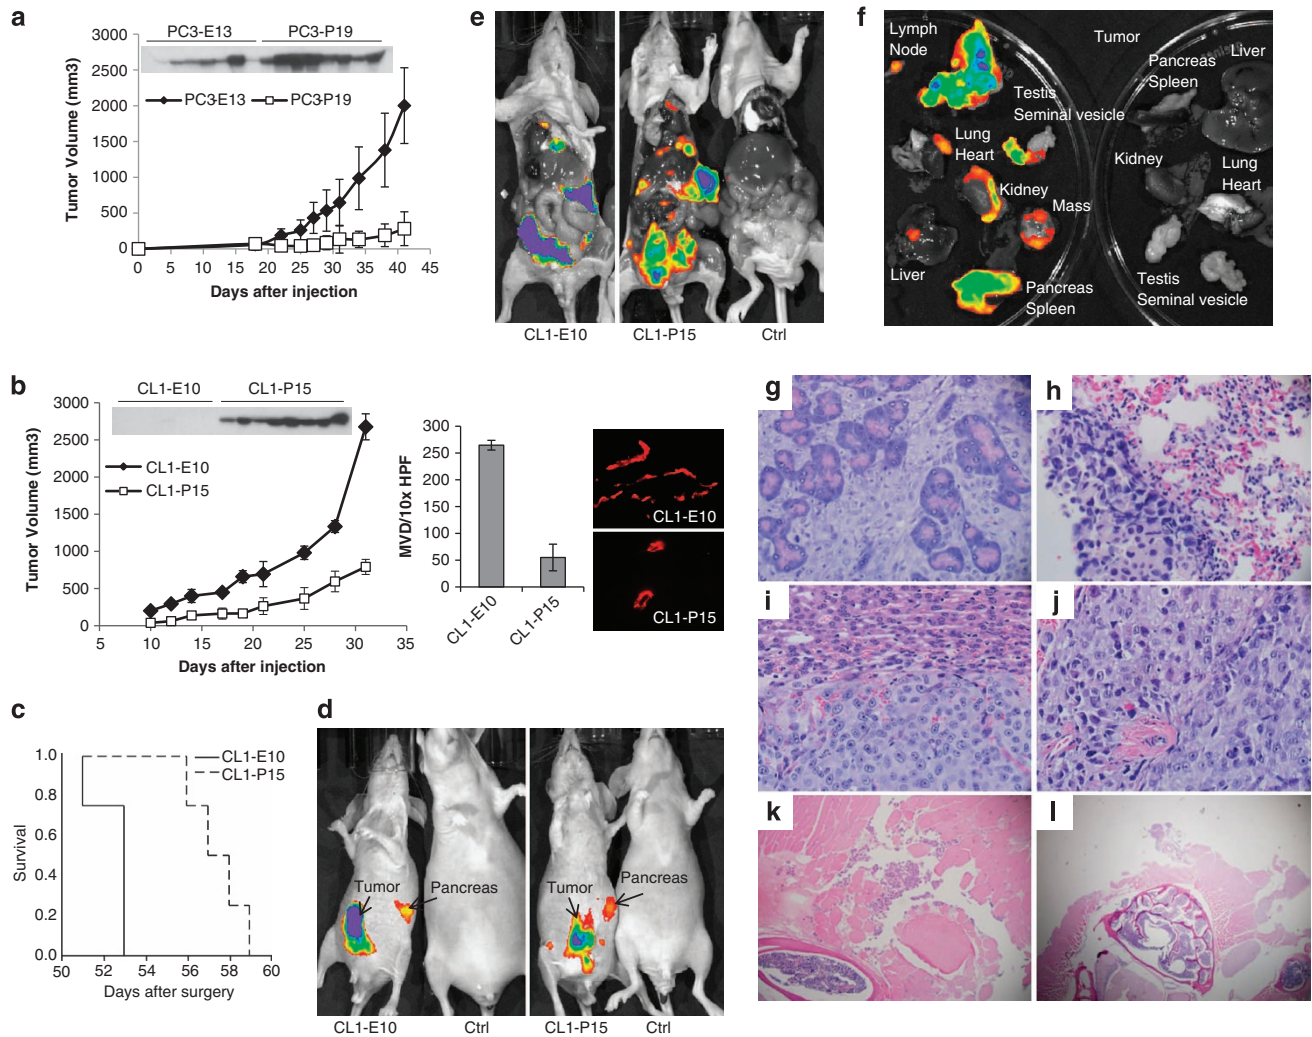 a
PC3-E13 PC3-P19
3000
2500
2000
1500
1000
500
0
Tumor Volume (mm3)
PC3-E13 PC3-P19
0 5 10 15 20 25 30 35 40 45
Days after injection
e
CL1-E10 CL1-P15 Ctrl
f
Lymph
Node
Tumor
Liver
Pancreas
Spleen
Testis
Seminal vesicle
Lung
Heart
Kidney
Lung
Heart
Kidney
Mass
Liver
Pancreas
Spleen
Testis
Seminal vesicle
b
CL1-E10 CL1-P15
3000
2500
2000
1500
1000
500
0
Tumor Volume (mm3)
CL1-E10
CL1-P15
5 10 15 20 25 30 35
Days after injection
300
250
200
150
100
50
0
MVD/10x HPF
CL1-E10
CL1-P15
CL1-E10
CL1-P15
c
1.0
0.8
0.6
0.4
0.2
0.0
Survival
CL1-E10
CL1-P15
50 52 54 56 58 60
Days after surgery
d
Tumor
Pancreas
Tumor
Pancreas
CL1-E10 Ctrl CL1-P15 Ctrl
g
h
i
j
k
l